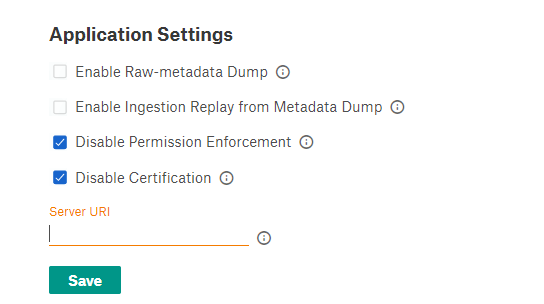 Application Settings
Enable Raw-metadata Dump
Enable Ingestion Replay from Metadata Dump
Disable Permission Enforcement
Disable Certification
Server URI
Save